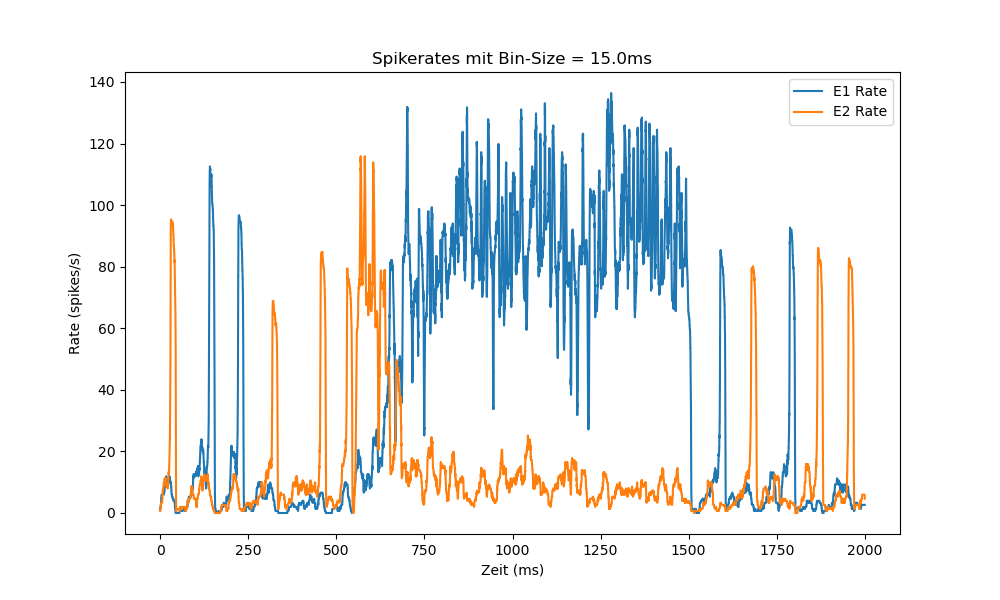 Spikerates mit Bin-Size = 15.0ms
E1 Rate
E2 Rate
140
120
100
80
60
40
20
0
Rate (spikes/s)
0 250 500 750 1000 1250 1500 1750 2000
Zeit (ms)